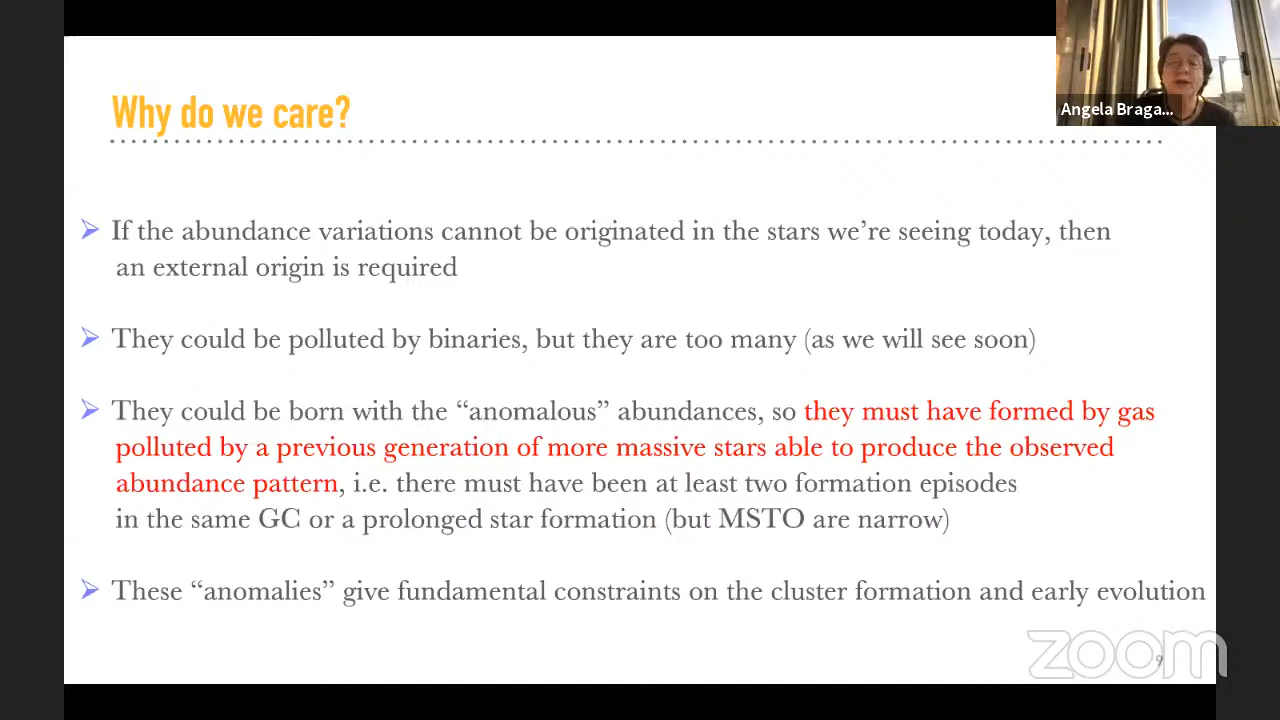 Why do we care?
Angela Braga...
➢ If the abundance variations cannot be originated in the stars we’re seeing today, then
an external origin is required
➢ They could be polluted by binaries, but they are too many (as we will see soon)
➢ They could be born with the “anomalous” abundances, so they must have formed by gas
polluted by a previous generation of more massive stars able to produce the observed
abundance pattern, i.e. there must have been at least two formation episodes
in the same GC or a prolonged star formation (but MSTO are narrow)
➢ These “anomalies” give fundamental constraints on the cluster formation and early evolution
zoom
9